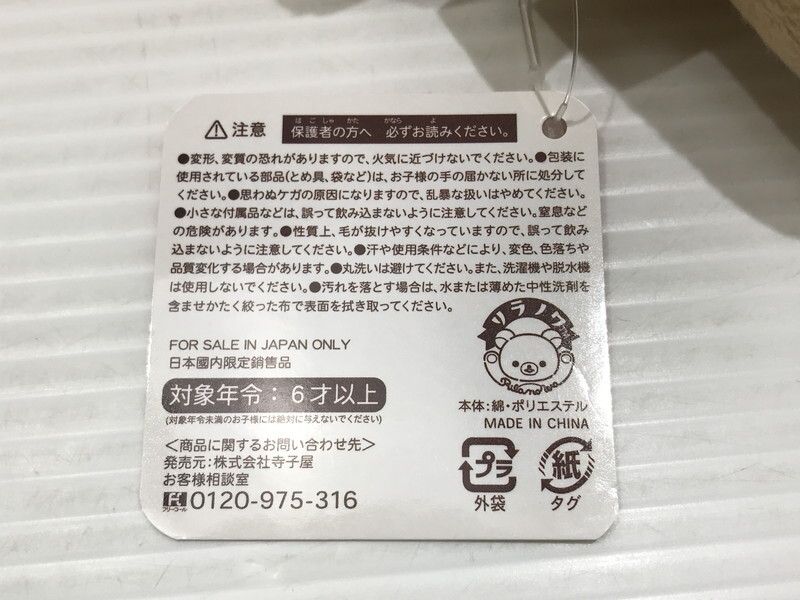 ⚠注意 保護者の方へ 必ずお読みください。
●変形、変質の恐れがありますので、火気に近づけないでください。●包装に
使用されている部品(とめ具、袋など)は、お子様の手の届かない所に処分して
ください。●思わぬケガの原因になりますので、乱暴な扱いはやめてください。
●小さな付属品などは、誤って飲み込まないように注意してください。窒息など
の危険があります。●性質上、毛が抜けやすくなっていますので、誤って飲み
込まないように注意してください。●汗や使用条件などにより、変色、色落ちや
品質変化する場合があります。●丸洗いは避けてください。また、洗濯機や脱水機
は使用しないでください。●汚れを落とす場合は、水または薄めた中性洗剤を
含ませかたく絞った布で表面を拭き取ってください。
リラノワ
Rulanowa
FOR SALE IN JAPAN ONLY
日本國内限定銷售品
対象年令：6才以上
(対象年令未満のお子様には絶対に与えないでください)
本体：綿・ポリエステル
MADE IN CHINA
＜商品に関するお問い合わせ先＞
発売元：株式会社寺子屋
お客様相談室
フリーコール 0120-975-316
プラ
外袋
紙
タグ